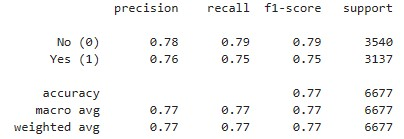 precision recall f1-score support
No (0) 0.78 0.79 0.79 3540
Yes (1) 0.76 0.75 0.75 3137
accuracy 0.77 6677
macro avg 0.77 0.77 0.77 6677
weighted avg 0.77 0.77 0.77 6677